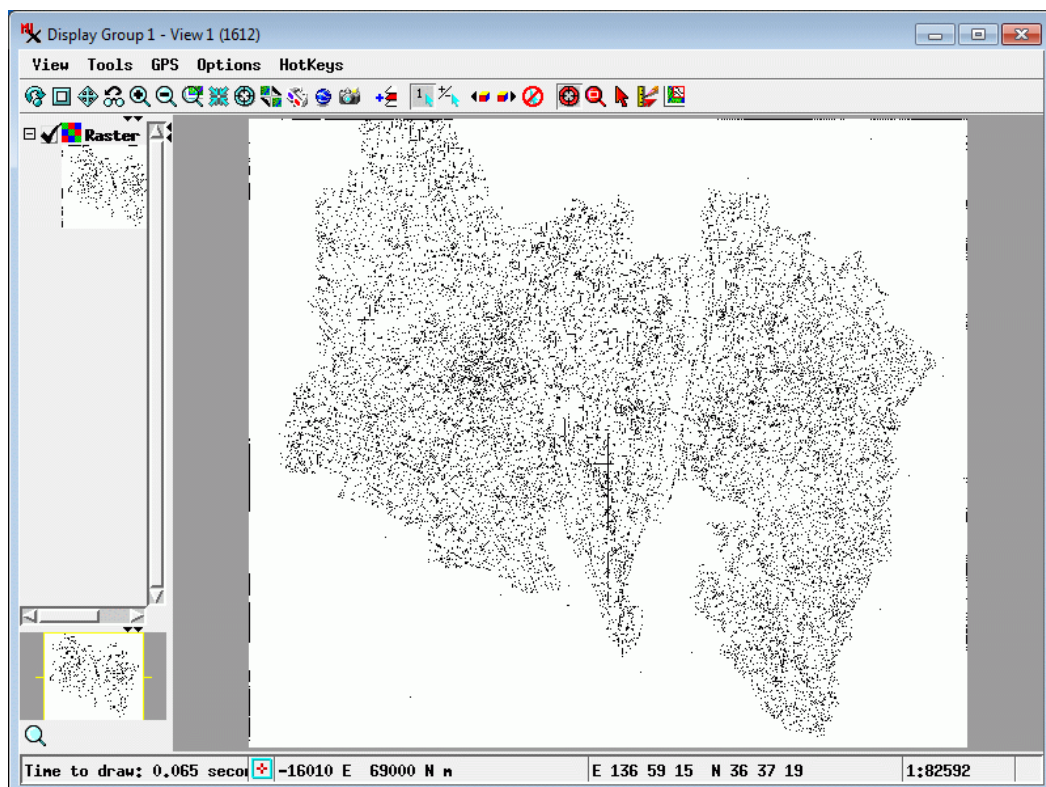 Display Group 1 - View 1 (1612)
View Tools GPS Options HotKeys
Raster
Time to draw: 0.065 secon
-16010 E 69000 N m
E 136 59 15 N 36 37 19
1:82592